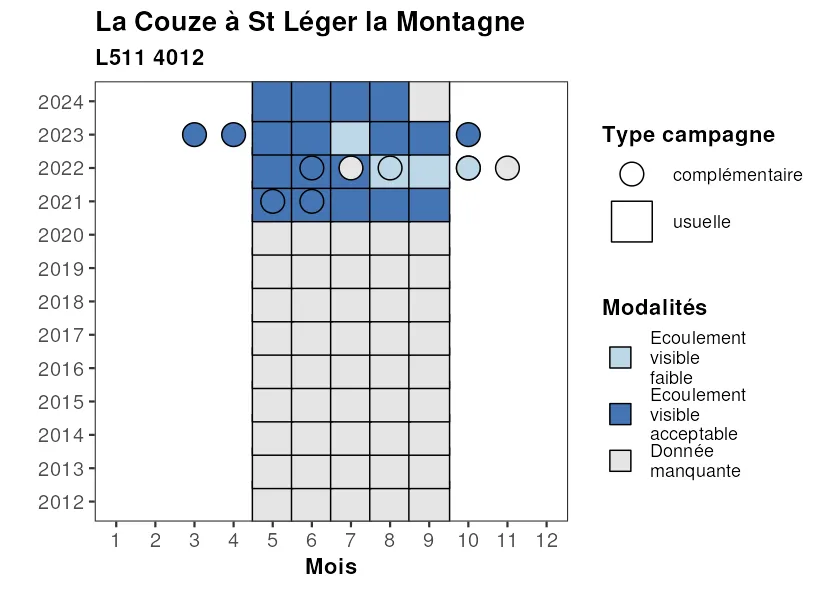 La Couze à St Léger la Montagne
L511 4012
2024
2023
2022
2021
2020
2019
2018
2017
2016
2015
2014
2013
2012
1 2 3 4 5 6 7 8 9 10 11 12
Mois
Type campagne
complémentaire
usuelle
Modalités
Ecoulement
visible
faible
Ecoulement
visible
acceptable
Donnée
manquante